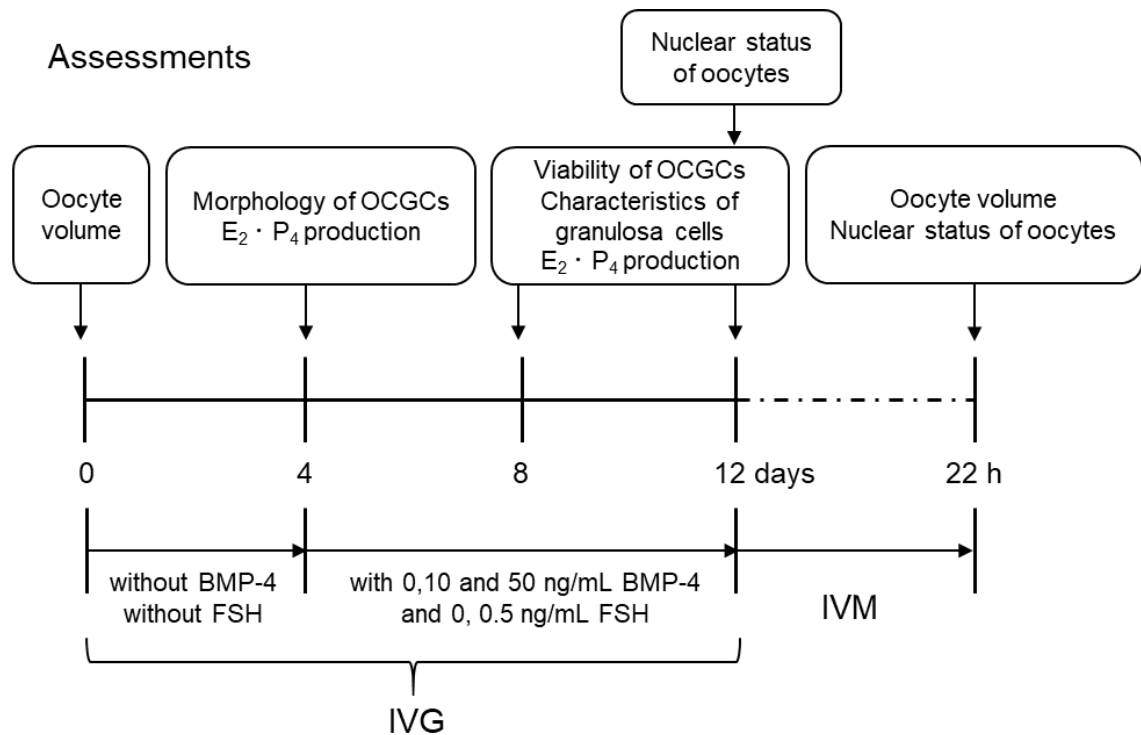 Assessments
Nuclear status
of oocytes
Oocyte
volume
Morphology of OCGCs
E₂・P₄ production
Viability of OCGCs
Characteristics of
granulosa cells
E₂・P₄ production
Oocyte volume
Nuclear status of oocytes
0
4
8
12 days
22 h
without BMP-4
without FSH
with 0,10 and 50 ng/mL BMP-4
and 0, 0.5 ng/mL FSH
IVM
IVG